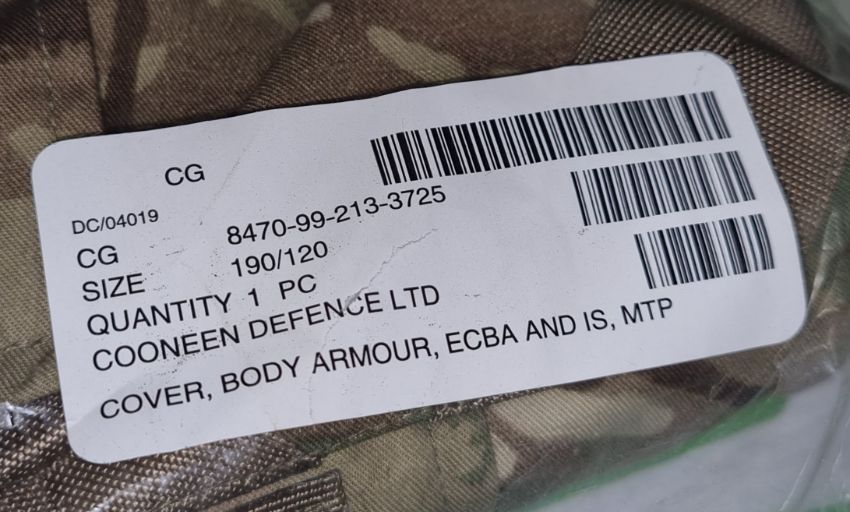 CG
DC/04019
CG 8470-99-213-3725
SIZE 190/120
QUANTITY 1 PC
COONEEN DEFENCE LTD
COVER, BODY ARMOUR, ECBA AND IS, MTP